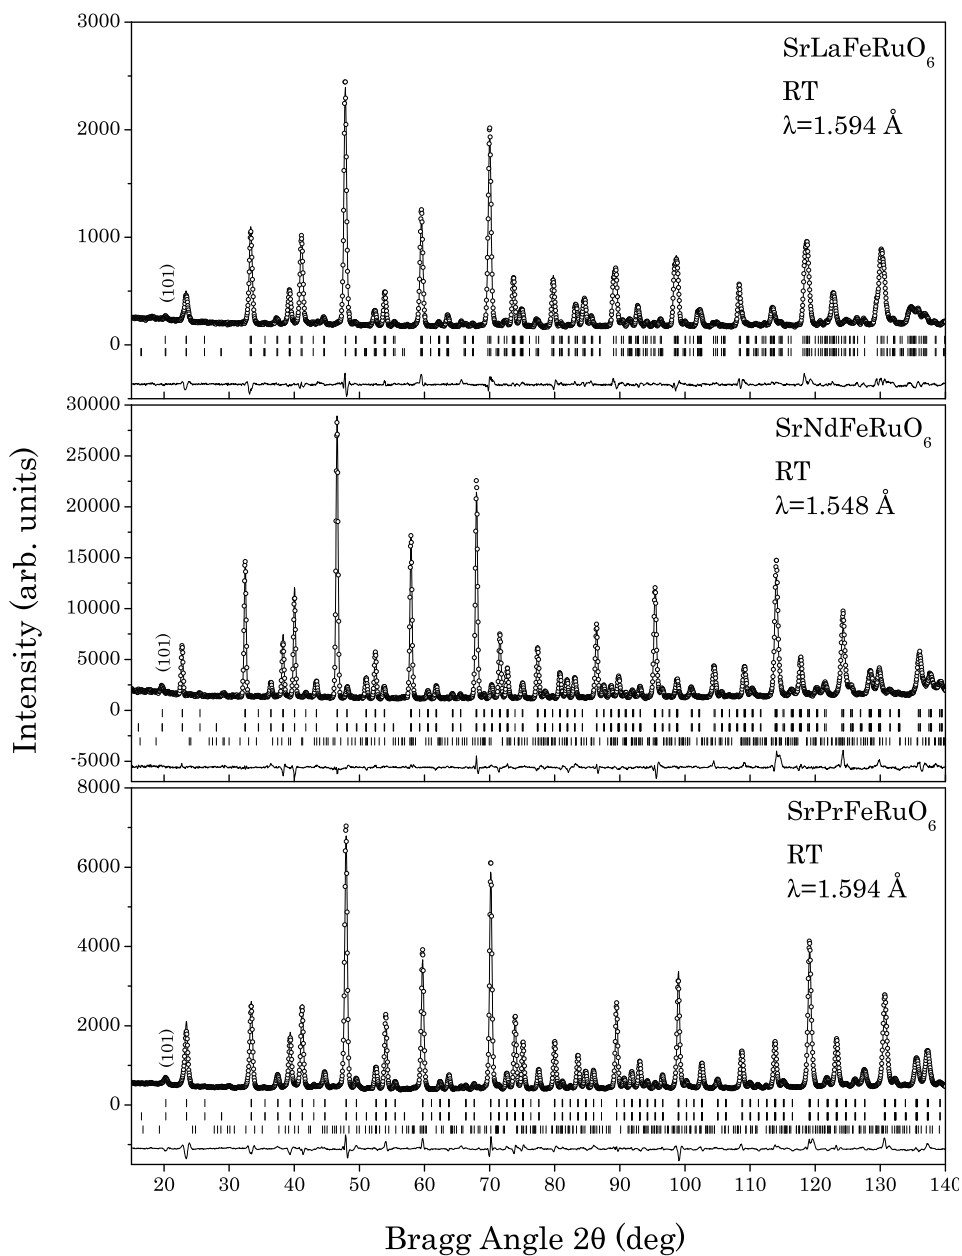 3000
2000
1000
0
SrLaFeRuO6
RT
λ=1.594 Å
(101)
30000
25000
20000
15000
10000
5000
0
-5000
SrNdFeRuO6
RT
λ=1.548 Å
(101)
8000
6000
4000
2000
0
SrPrFeRuO6
RT
λ=1.594 Å
(101)
20 30 40 50 60 70 80 90 100 110 120 130 140
Intensity (arb. units)
Bragg Angle 2θ (deg)